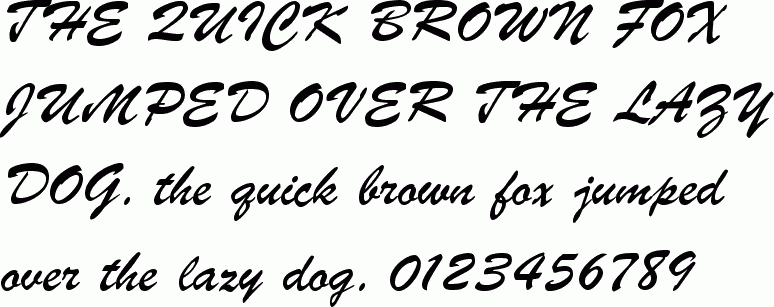 THE QUICK BROWN FOX
JUMPED OVER THE LAZY
DOG. the quick brown fox jumped
over the lazy dog. 0123456789